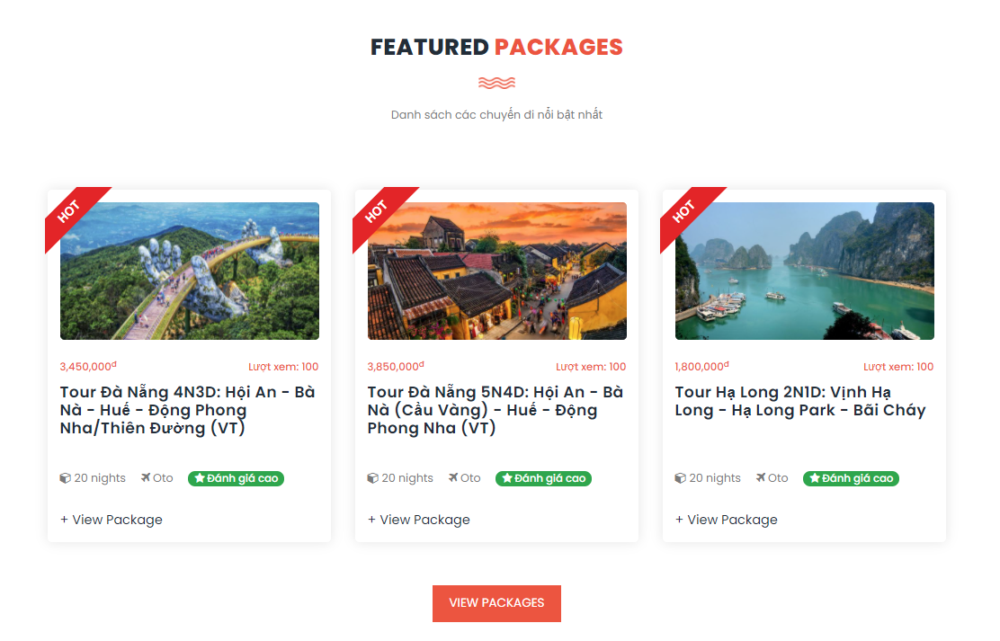 FEATURED PACKAGES
Danh sách các chuyến đi nổi bật nhất
HOT
3,450,000đ
Lượt xem: 100
Tour Đà Nẵng 4N3D: Hội An - Bà
Nà - Huế - Động Phong
Nha/Thiên Đường (VT)
20 nights
Oto
Đánh giá cao
+ View Package
HOT
3,850,000đ
Lượt xem: 100
Tour Đà Nẵng 5N4D: Hội An - Bà
Nà (Cầu Vàng) - Huế - Động
Phong Nha (VT)
20 nights
Oto
Đánh giá cao
+ View Package
HOT
1,800,000đ
Lượt xem: 100
Tour Hạ Long 2N1D: Vịnh Hạ
Long - Hạ Long Park - Bãi Cháy
20 nights
Oto
Đánh giá cao
+ View Package
VIEW PACKAGES